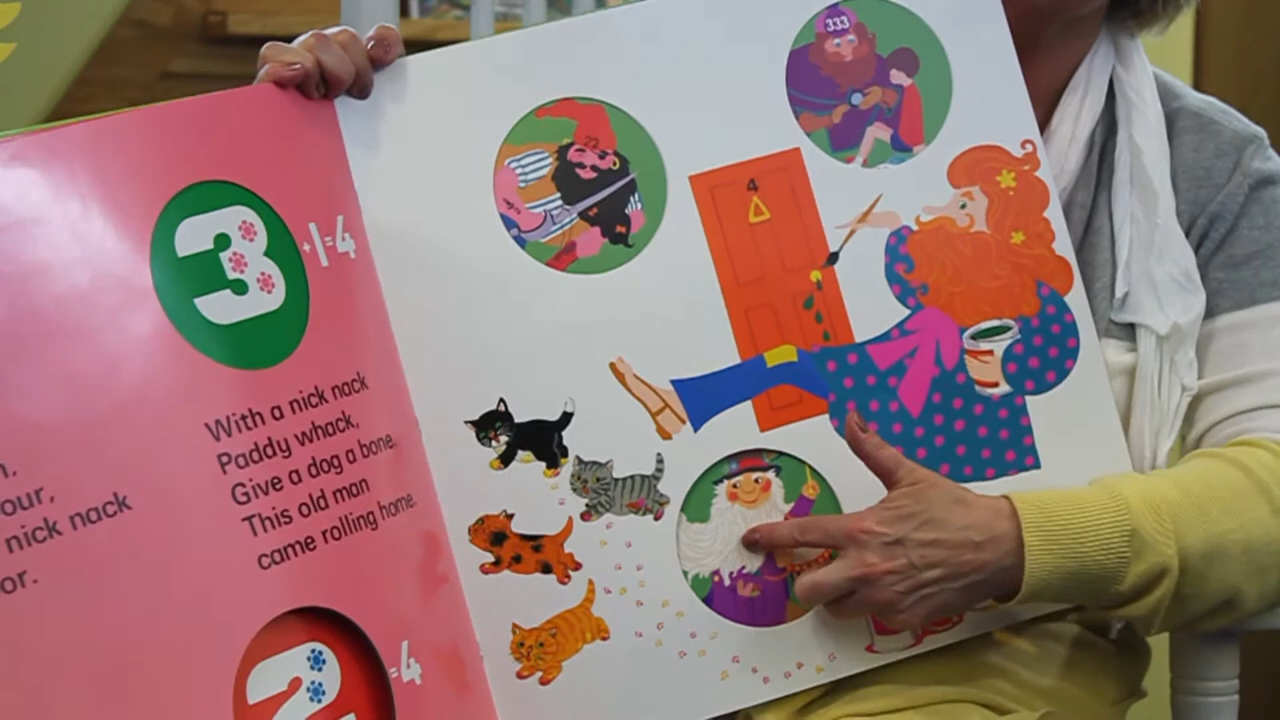 3
+1=4
With a nick nack
Paddy whack,
Give a dog a bone.
This old man
came rolling home.
our,
nick nack
or.
2
=4
333
4